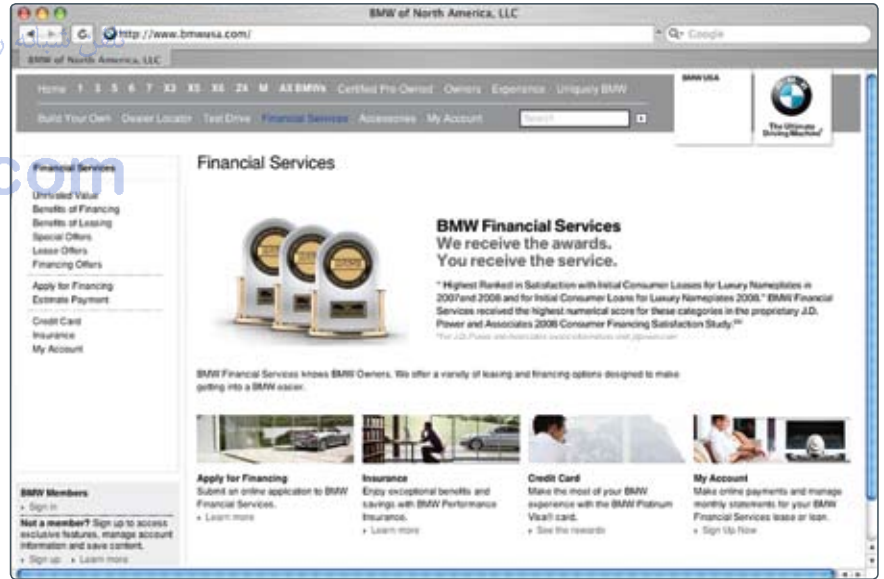 BMW of North America, LLC
http://www.bmwusa.com/
Google
BMW of North America, LLC
Home 1 3 5 6 7 X3 X5 X6 Z4 M All BMWs Certified Pre-Owned Owners Experience Uniquely BMW
BMW USA
Build Your Own Dealer Locator Test Drive Financial Services Accessories My Account Search
The Ultimate
Driving Machine®
.com
Financial Services
Financial Services
Unrivaled Value
Benefits of Financing
Benefits of Leasing
Special Offers
Lease Offers
Financing Offers
Apply for Financing
Estimate Payment
Credit Card
Insurance
My Account
BMW Financial Services
We receive the awards.
You receive the service.
" Highest Ranked in Satisfaction with Initial Consumer Leases for Luxury Nameplates in
2007and 2008 and for Initial Consumer Loans for Luxury Nameplates 2008." BMW Financial
Services received the highest numerical score for these categories in the proprietary J.D.
Power and Associates 2008 Consumer Financing Satisfaction Study.
BMW Financial Services knows BMW Owners. We offer a variety of leasing and financing options designed to make
getting into a BMW easier.
Apply for Financing
Submit an online application to BMW
Financial Services.
Learn more
Insurance
Enjoy exceptional benefits and
savings with BMW Performance
Insurance.
Learn more
Credit Card
Make the most of your BMW
experience with the BMW Platinum
Visa® card.
See the rewards
My Account
Make online payments and manage
monthly statements for your BMW
Financial Services lease or loan.
Sign Up Now
BMW Members
Sign in
Not a member? Sign up to access
exclusive features, manage account
information and save content.
Sign up Learn more